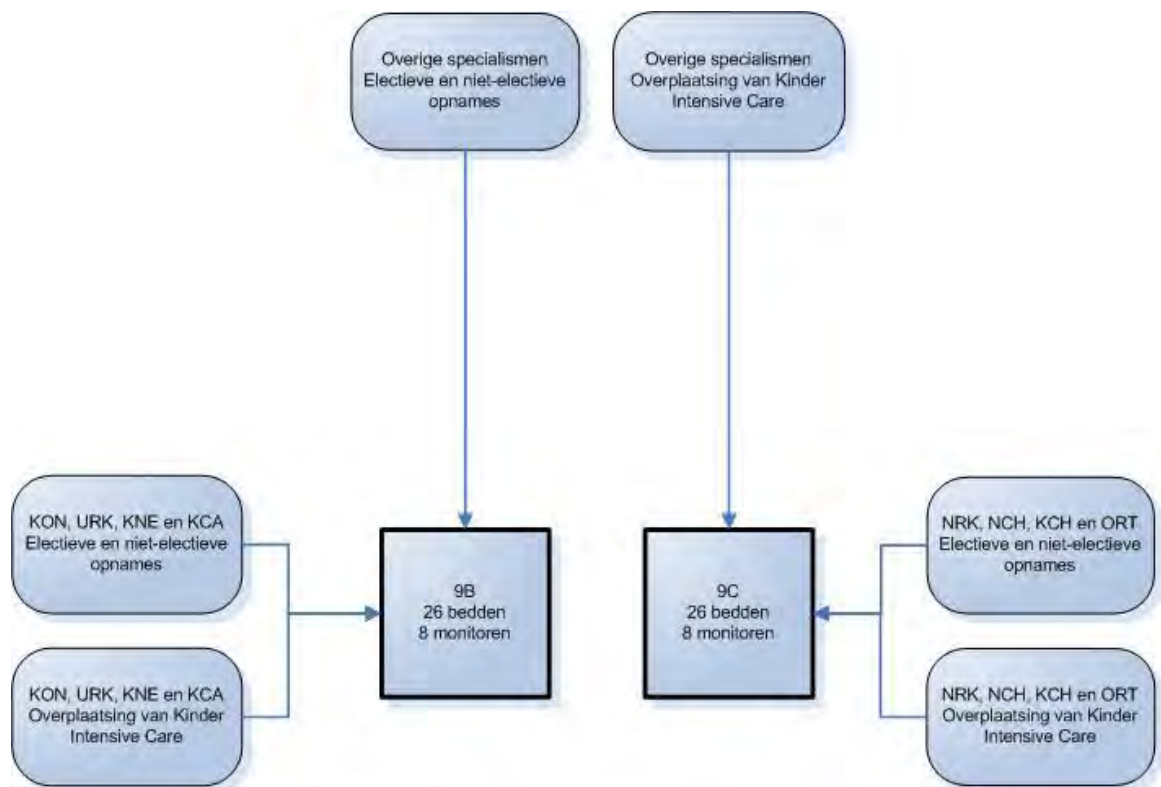 Overige specialismen
Electieve en niet-electieve
opnames
Overige specialismen
Overplaatsing van Kinder
Intensive Care
KON, URK, KNE en KCA
Electieve en niet-electieve
opnames
KON, URK, KNE en KCA
Overplaatsing van Kinder
Intensive Care
9B
26 bedden
8 monitoren
9C
26 bedden
8 monitoren
NRK, NCH, KCH en ORT
Electieve en niet-electieve
opnames
NRK, NCH, KCH en ORT
Overplaatsing van Kinder
Intensive Care